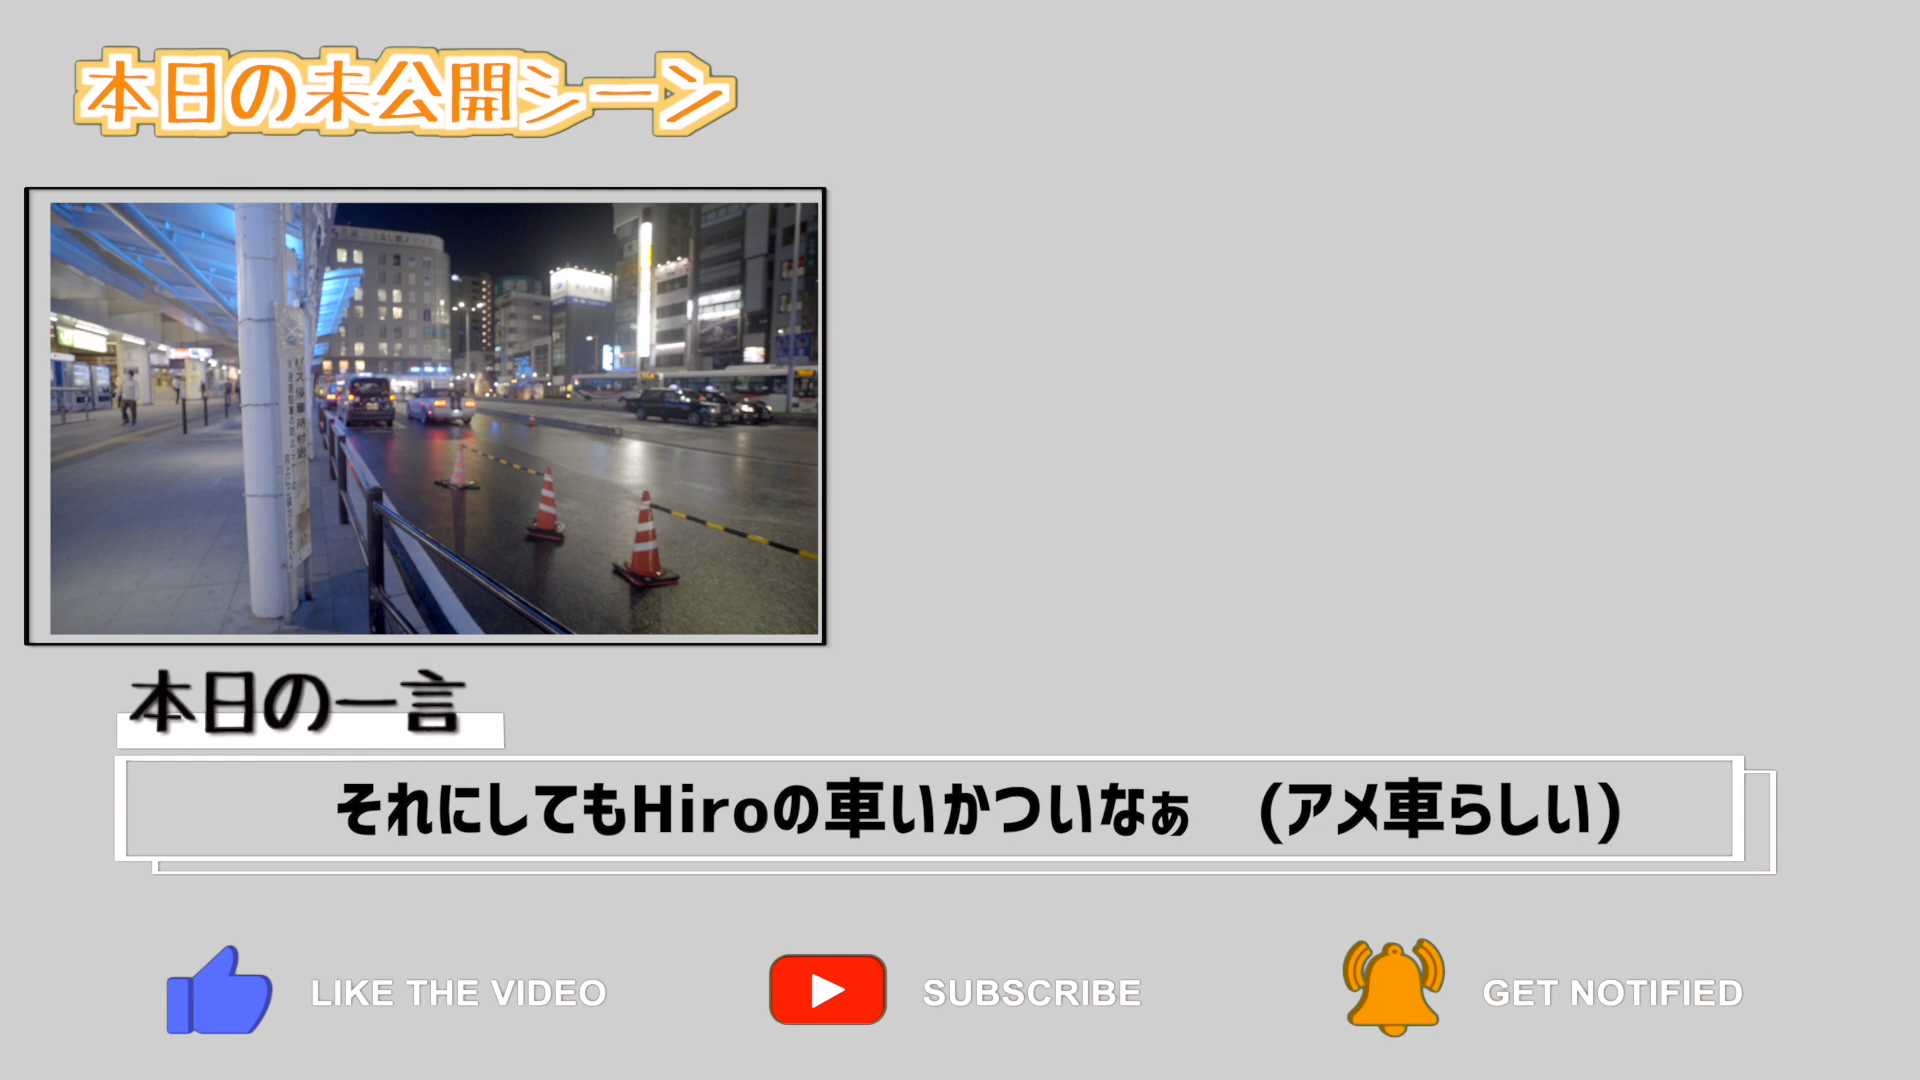 本日の未公開シーン
本日の一言
それにしてもHiroの車いかついなぁ　(アメ車らしい)
LIKE THE VIDEO
SUBSCRIBE
GET NOTIFIED